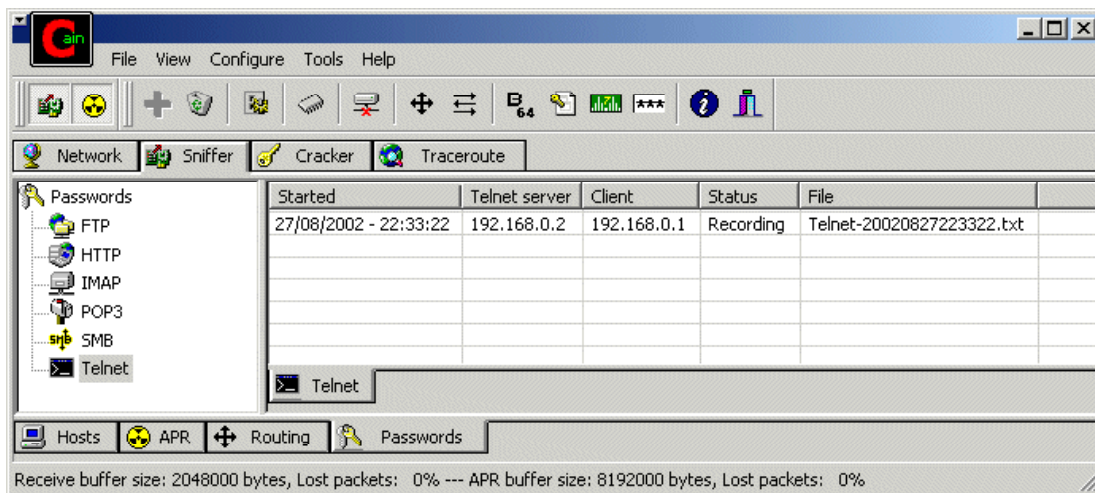 Cain
File View Configure Tools Help
B64 ***
Network Sniffer Cracker Traceroute
Passwords
FTP
HTTP
IMAP
POP3
SMB
Telnet
Started Telnet server Client Status File
27/08/2002 - 22:33:22 192.168.0.2 192.168.0.1 Recording Telnet-20020827223322.txt
Telnet
Hosts APR Routing Passwords
Receive buffer size: 2048000 bytes, Lost packets: 0% --- APR buffer size: 8192000 bytes, Lost packets: 0%